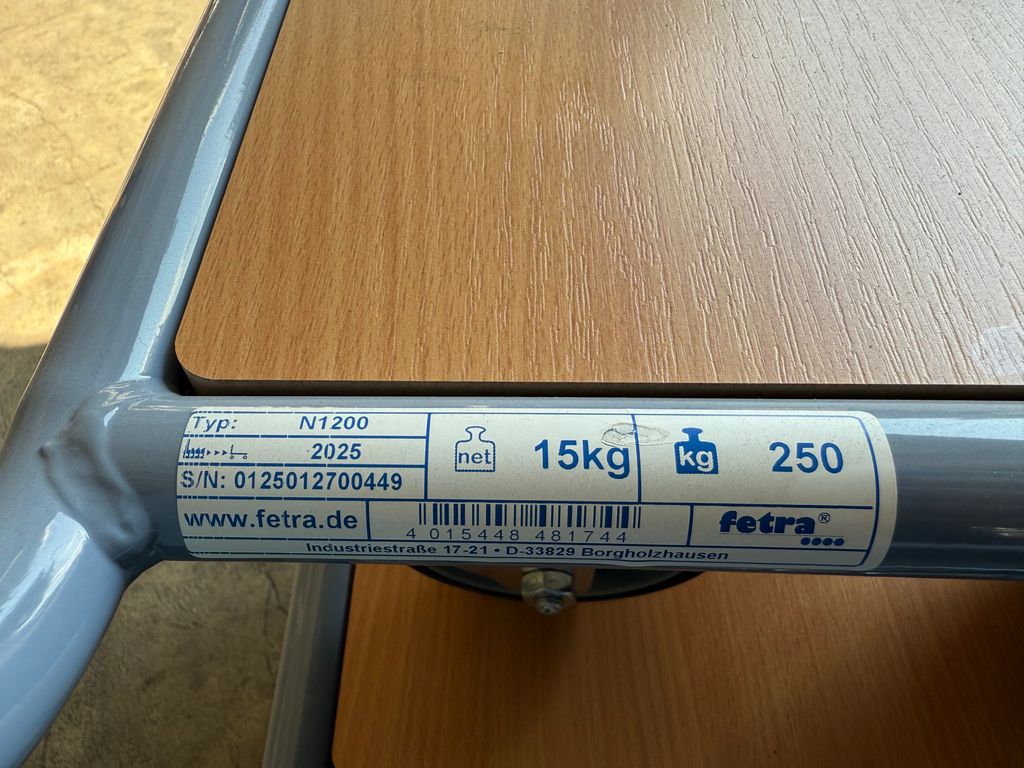 Typ: N1200
2025
S/N: 0125012700449
net 15kg
kg 250
www.fetra.de
4 015448 481744
fetra®
Industriestraße 17-21 • D-33829 Borgholzhausen